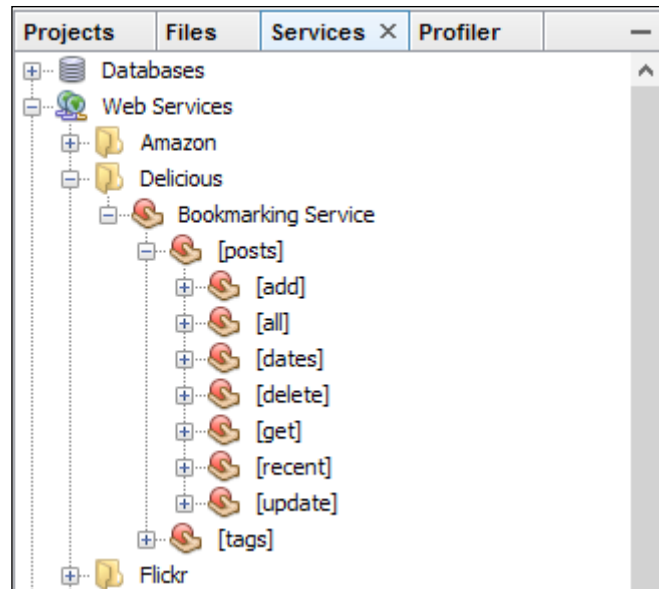 Projects Files Services × Profiler
Databases
Web Services
Amazon
Delicious
Bookmarking Service
[posts]
[add]
[all]
[dates]
[delete]
[get]
[recent]
[update]
[tags]
Flickr